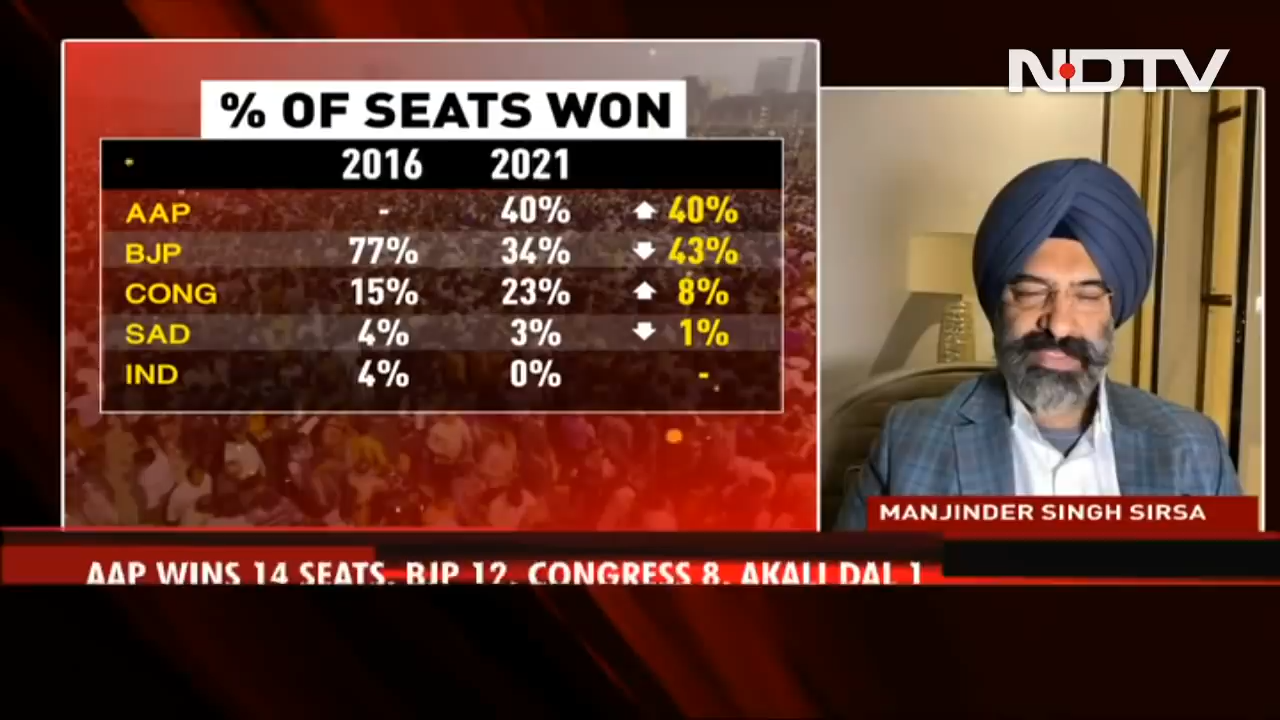 NDTV
% OF SEATS WON
2016 2021
AAP - 40% 40%
BJP 77% 34% 43%
CONG 15% 23% 8%
SAD 4% 3% 1%
IND 4% 0% -
MANJINDER SINGH SIRSA
AAP WINS 14 SEATS, BJP 12, CONGRESS 8, AKALI DAL 1